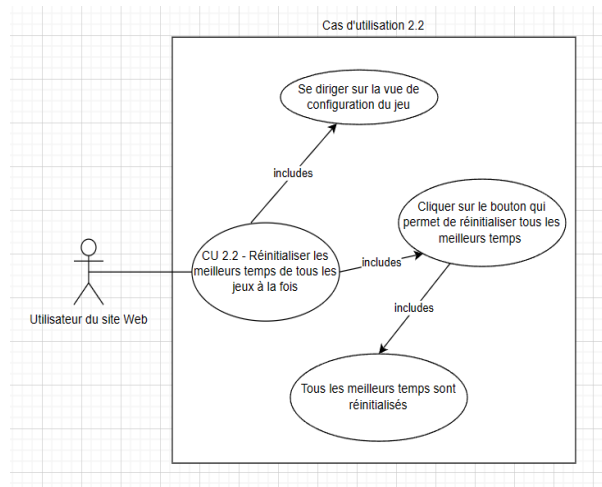 Cas d'utilisation 2.2
Se diriger sur la vue de
configuration du jeu
includes
Cliquer sur le bouton qui
permet de réinitialiser tous les
meilleurs temps
CU 2.2 - Réinitialiser les
meilleurs temps de tous les
jeux à la fois
includes
Utilisateur du site Web
includes
Tous les meilleurs temps sont
réinitialisés